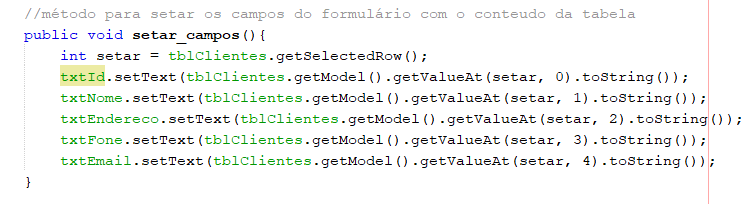 //método para setar os campos do formulário com o conteudo da tabela
public void setar_campos(){
int setar = tblClientes.getSelectedRow();
txtId.setText(tblClientes.getModel().getValueAt(setar, 0).toString());
txtNome.setText(tblClientes.getModel().getValueAt(setar, 1).toString());
txtEndereco.setText(tblClientes.getModel().getValueAt(setar, 2).toString());
txtFone.setText(tblClientes.getModel().getValueAt(setar, 3).toString());
txtEmail.setText(tblClientes.getModel().getValueAt(setar, 4).toString());
}